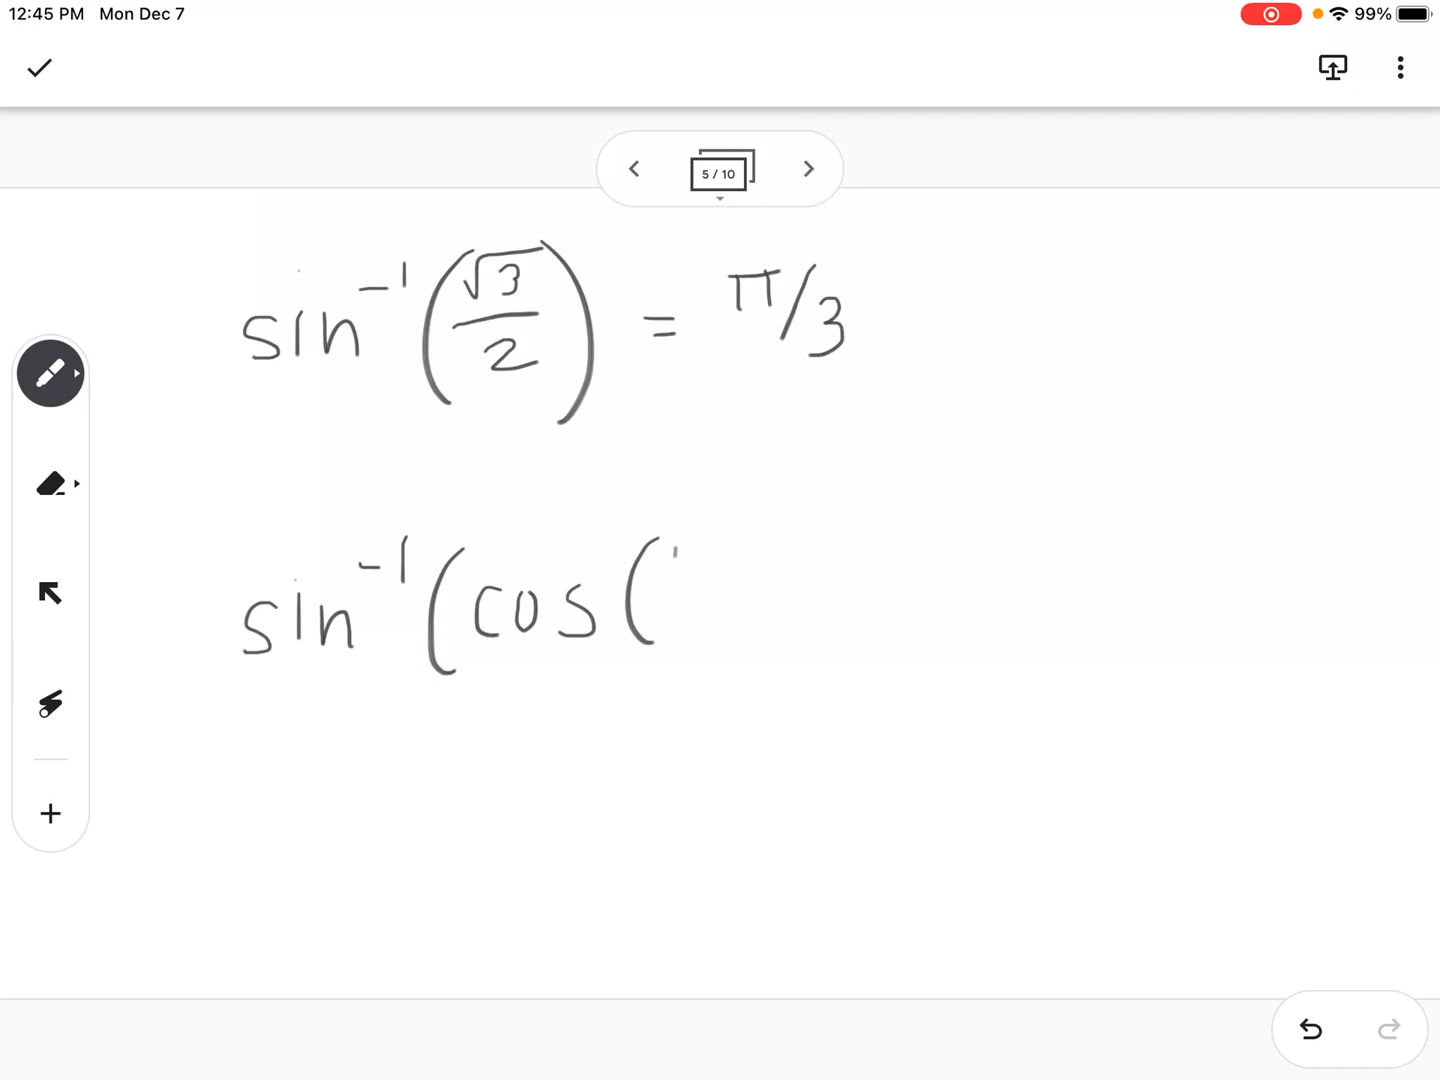 12:45 PM Mon Dec 7
99%
5 / 10
sin⁻¹(√3/2) = π/3
sin⁻¹(cos(